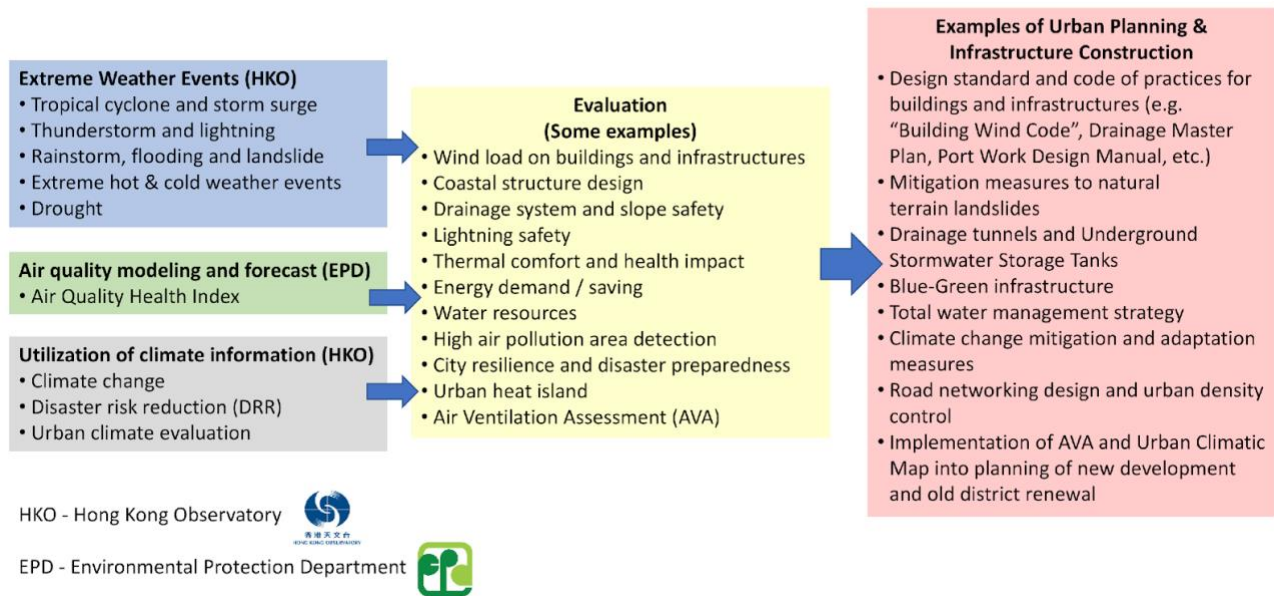 Extreme Weather Events (HKO)
• Tropical cyclone and storm surge
• Thunderstorm and lightning
• Rainstorm, flooding and landslide
• Extreme hot & cold weather events
• Drought
Air quality modeling and forecast (EPD)
• Air Quality Health Index
Utilization of climate information (HKO)
• Climate change
• Disaster risk reduction (DRR)
• Urban climate evaluation
Evaluation
(Some examples)
• Wind load on buildings and infrastructures
• Coastal structure design
• Drainage system and slope safety
• Lightning safety
• Thermal comfort and health impact
• Energy demand / saving
• Water resources
• High air pollution area detection
• City resilience and disaster preparedness
• Urban heat island
• Air Ventilation Assessment (AVA)
Examples of Urban Planning &
Infrastructure Construction
• Design standard and code of practices for
buildings and infrastructures (e.g.
“Building Wind Code”, Drainage Master
Plan, Port Work Design Manual, etc.)
• Mitigation measures to natural
terrain landslides
• Drainage tunnels and Underground
Stormwater Storage Tanks
• Blue-Green infrastructure
• Total water management strategy
• Climate change mitigation and adaptation
measures
• Road networking design and urban density
control
• Implementation of AVA and Urban Climatic
Map into planning of new development
and old district renewal
HKO - Hong Kong Observatory
香港天文台
HONG KONG OBSERVATORY
EPD - Environmental Protection Department